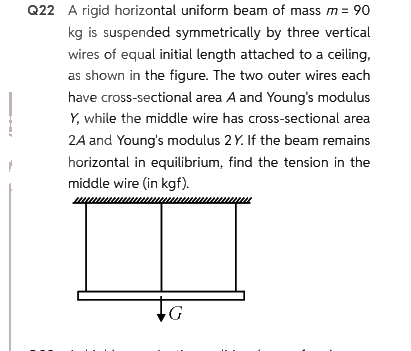 Q22 A rigid horizontal uniform beam of mass m = 90
kg is suspended symmetrically by three vertical
wires of equal initial length attached to a ceiling,
as shown in the figure. The two outer wires each
have cross-sectional area A and Young's modulus
Y, while the middle wire has cross-sectional area
2A and Young's modulus 2Y. If the beam remains
horizontal in equilibrium, find the tension in the
middle wire (in kgf).
G